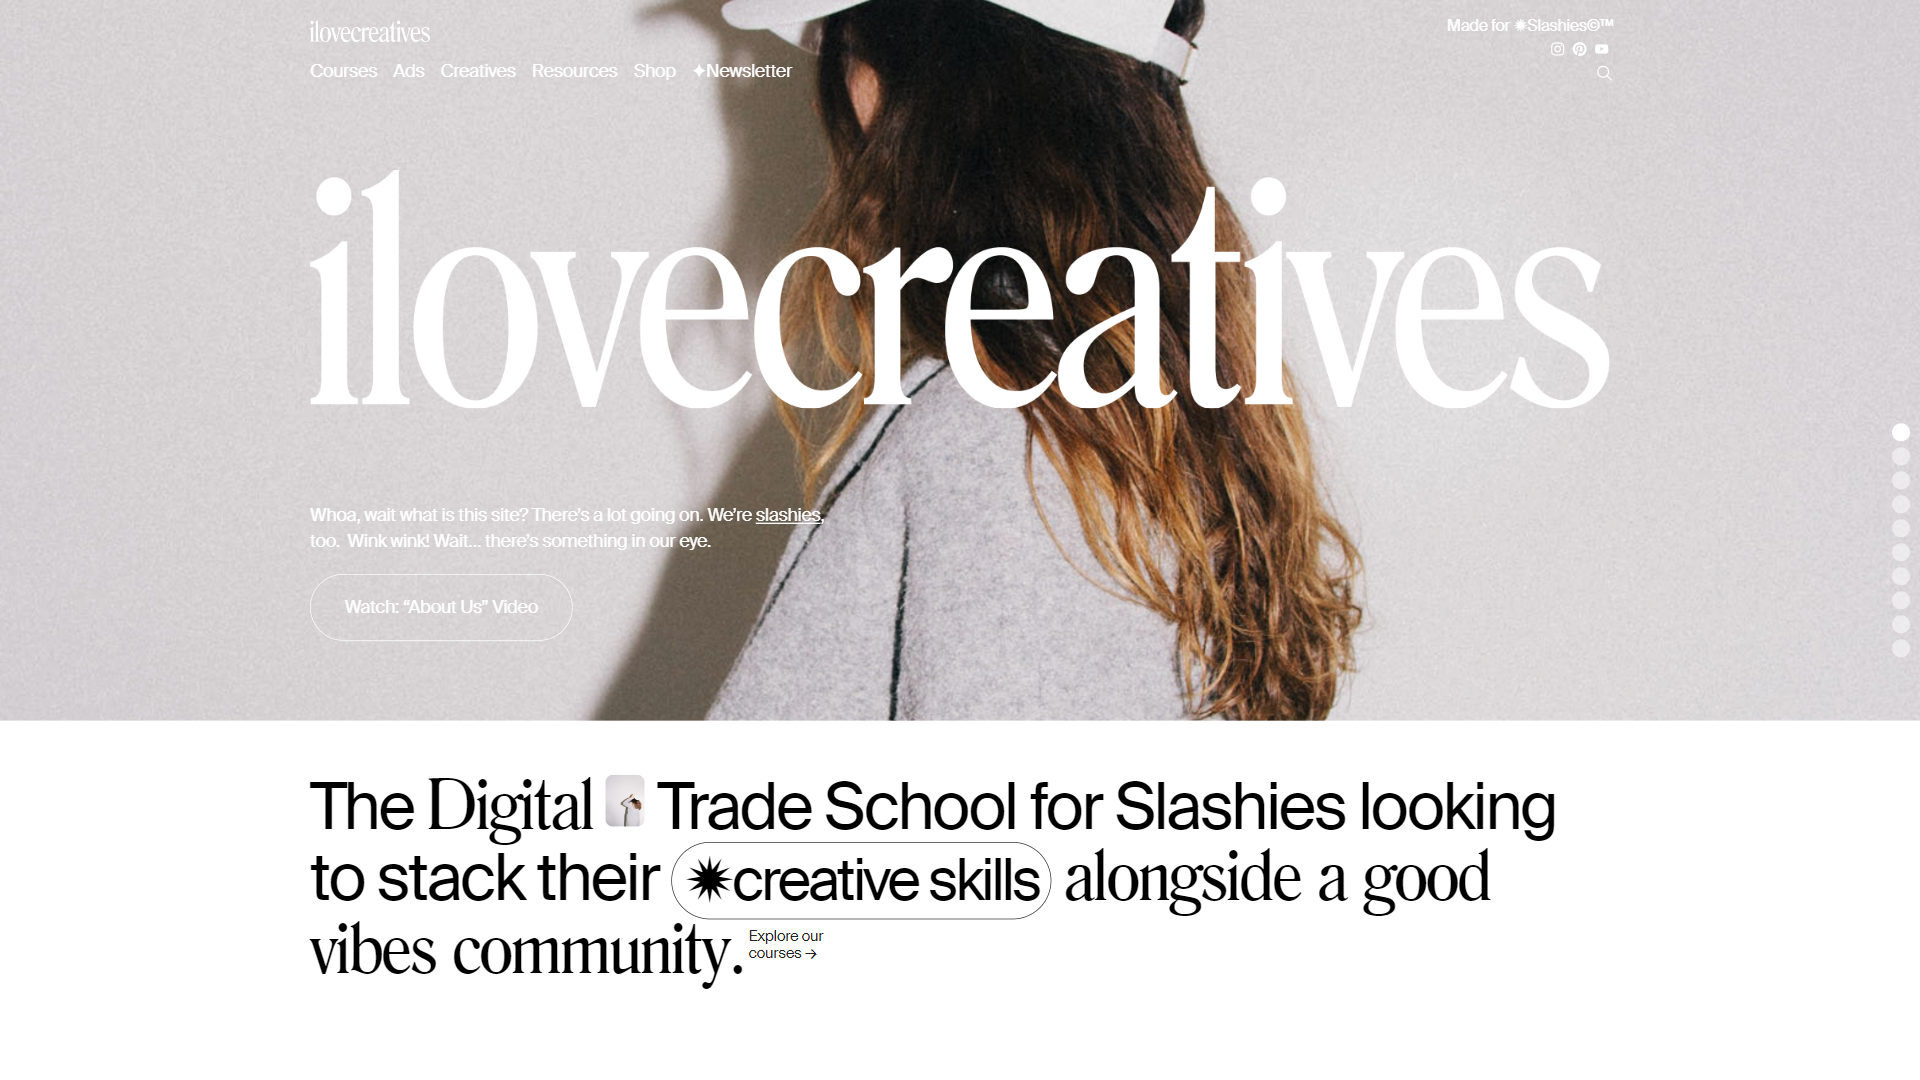 ilovecreatives
Made for ✹Slashies©™
Courses Ads Creatives Resources Shop ✦Newsletter
ilovecreatives
Whoa, wait what is this site? There's a lot going on. We're slashies,
too. Wink wink! Wait... there's something in our eye.
Watch: “About Us” Video
The Digital Trade School for Slashies looking
to stack their ✹creative skills alongside a good
vibes community.
Explore our
courses →